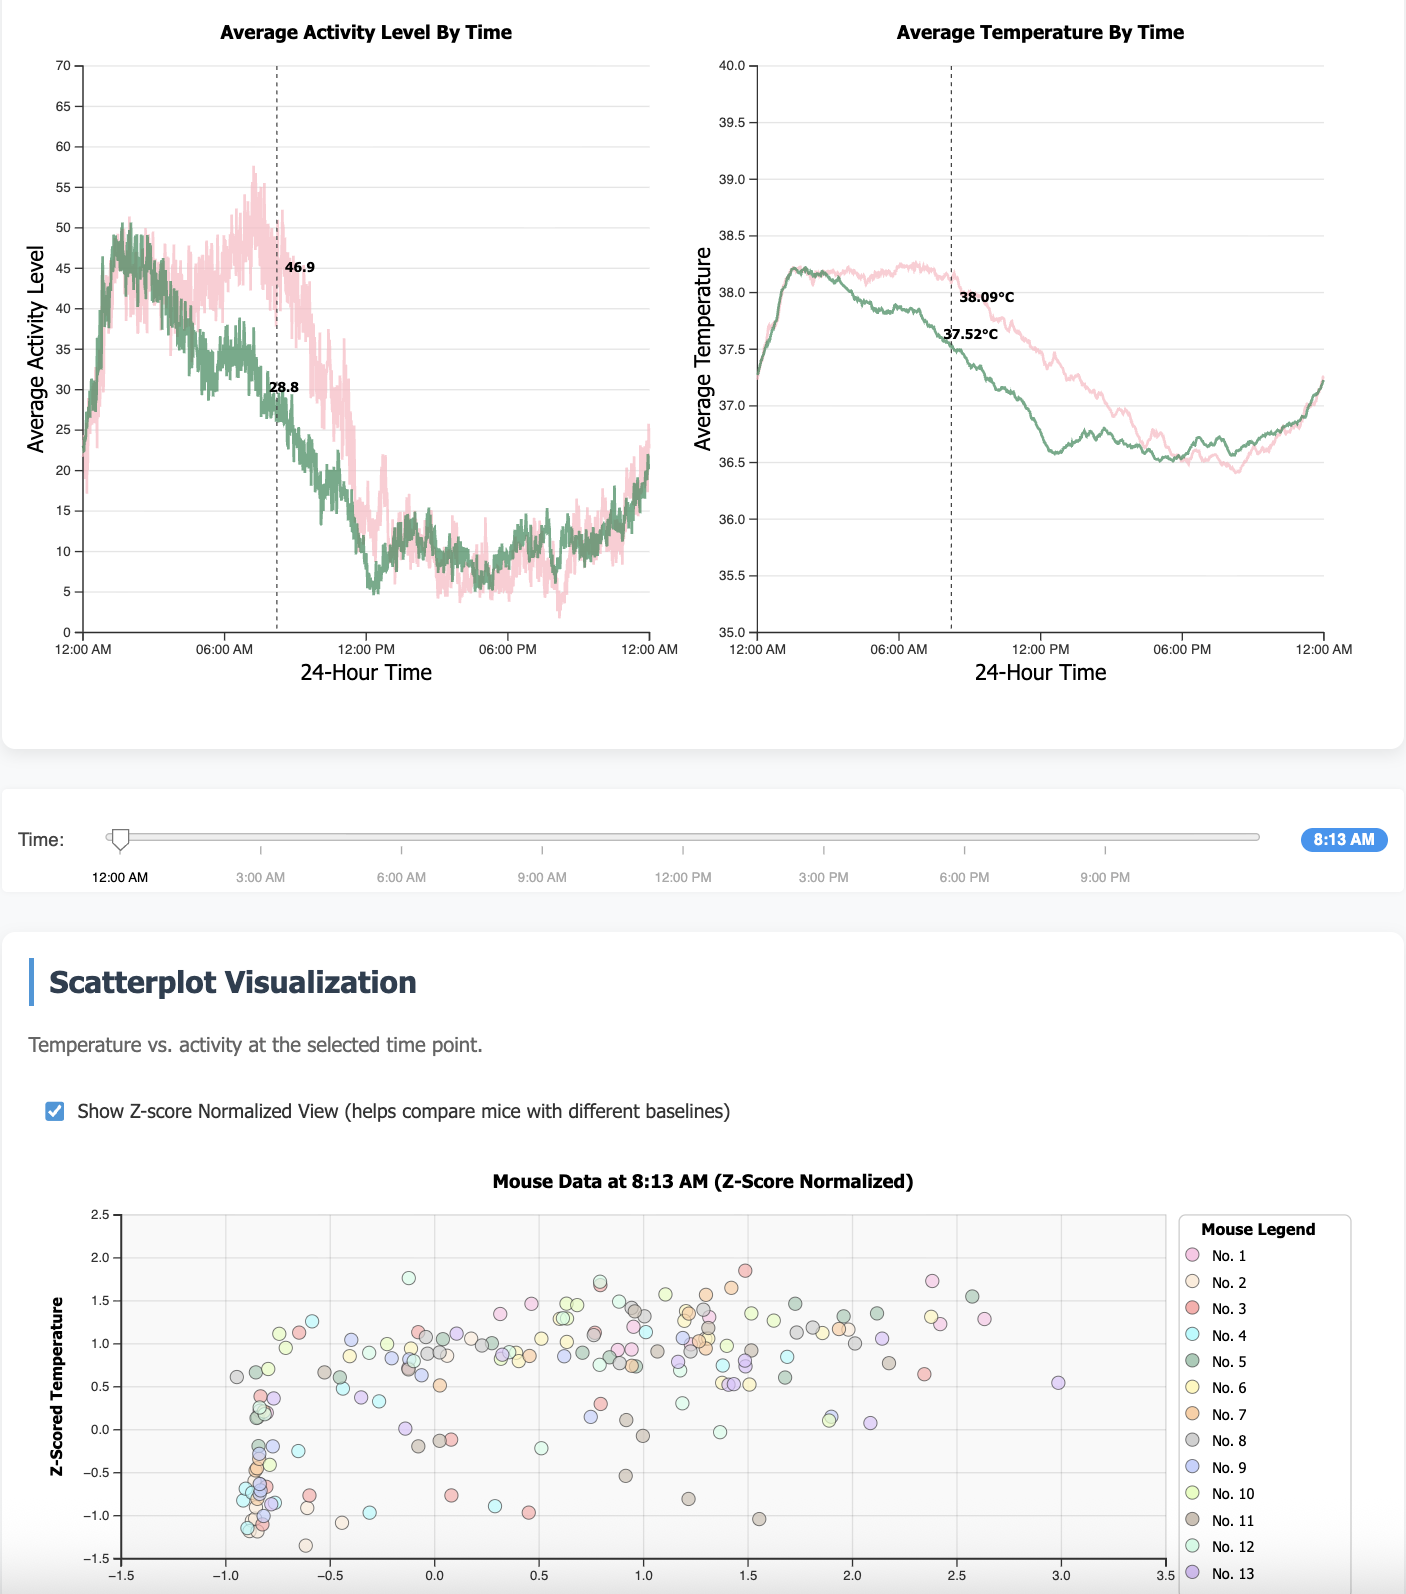 Average Activity Level By Time
70
65
60
55
50
45
40
35
30
25
20
15
10
5
0
Average Activity Level
46.9
28.8
12:00 AM 06:00 AM 12:00 PM 06:00 PM 12:00 AM
24-Hour Time
Average Temperature By Time
40.0
39.5
39.0
38.5
38.0
37.5
37.0
36.5
36.0
35.5
35.0
Average Temperature
38.09°C
37.52°C
12:00 AM 06:00 AM 12:00 PM 06:00 PM 12:00 AM
24-Hour Time
Time:
8:13 AM
12:00 AM 3:00 AM 6:00 AM 9:00 AM 12:00 PM 3:00 PM 6:00 PM 9:00 PM
Scatterplot Visualization
Temperature vs. activity at the selected time point.
Show Z-score Normalized View (helps compare mice with different baselines)
Mouse Data at 8:13 AM (Z-Score Normalized)
2.5
2.0
1.5
1.0
0.5
0.0
−0.5
−1.0
−1.5
Z-Scored Temperature
−1.5 −1.0 −0.5 0.0 0.5 1.0 1.5 2.0 2.5 3.0 3.5
Mouse Legend
No. 1
No. 2
No. 3
No. 4
No. 5
No. 6
No. 7
No. 8
No. 9
No. 10
No. 11
No. 12
No. 13